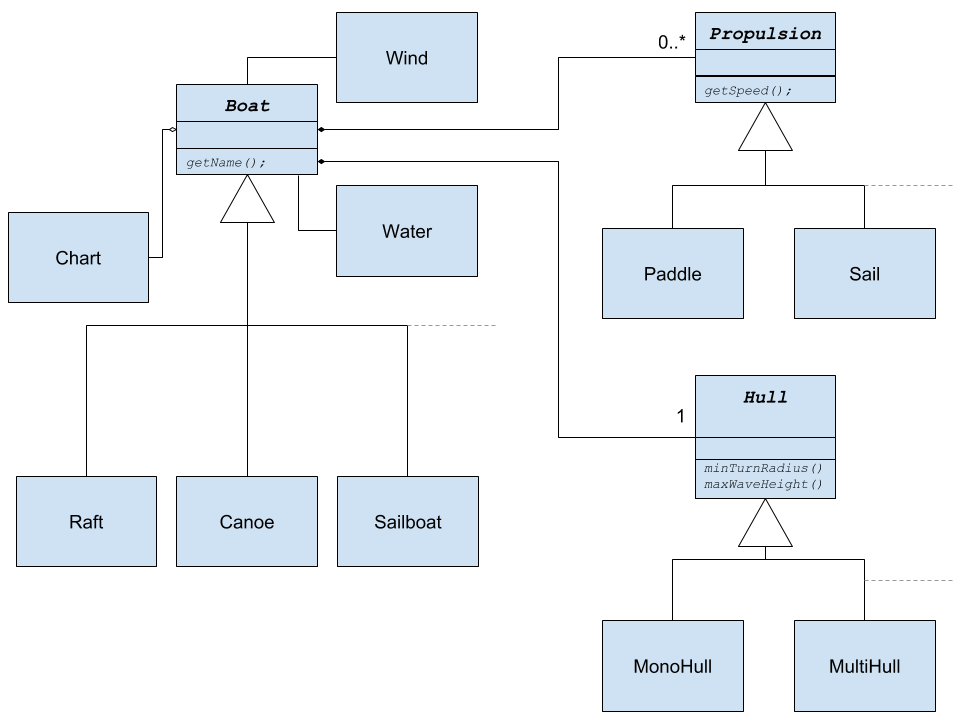 Wind
0..*
Propulsion
getSpeed();
Boat
getName();
Water
Chart
Paddle
Sail
1
Hull
minTurnRadius()
maxWaveHeight()
Raft
Canoe
Sailboat
MonoHull
MultiHull